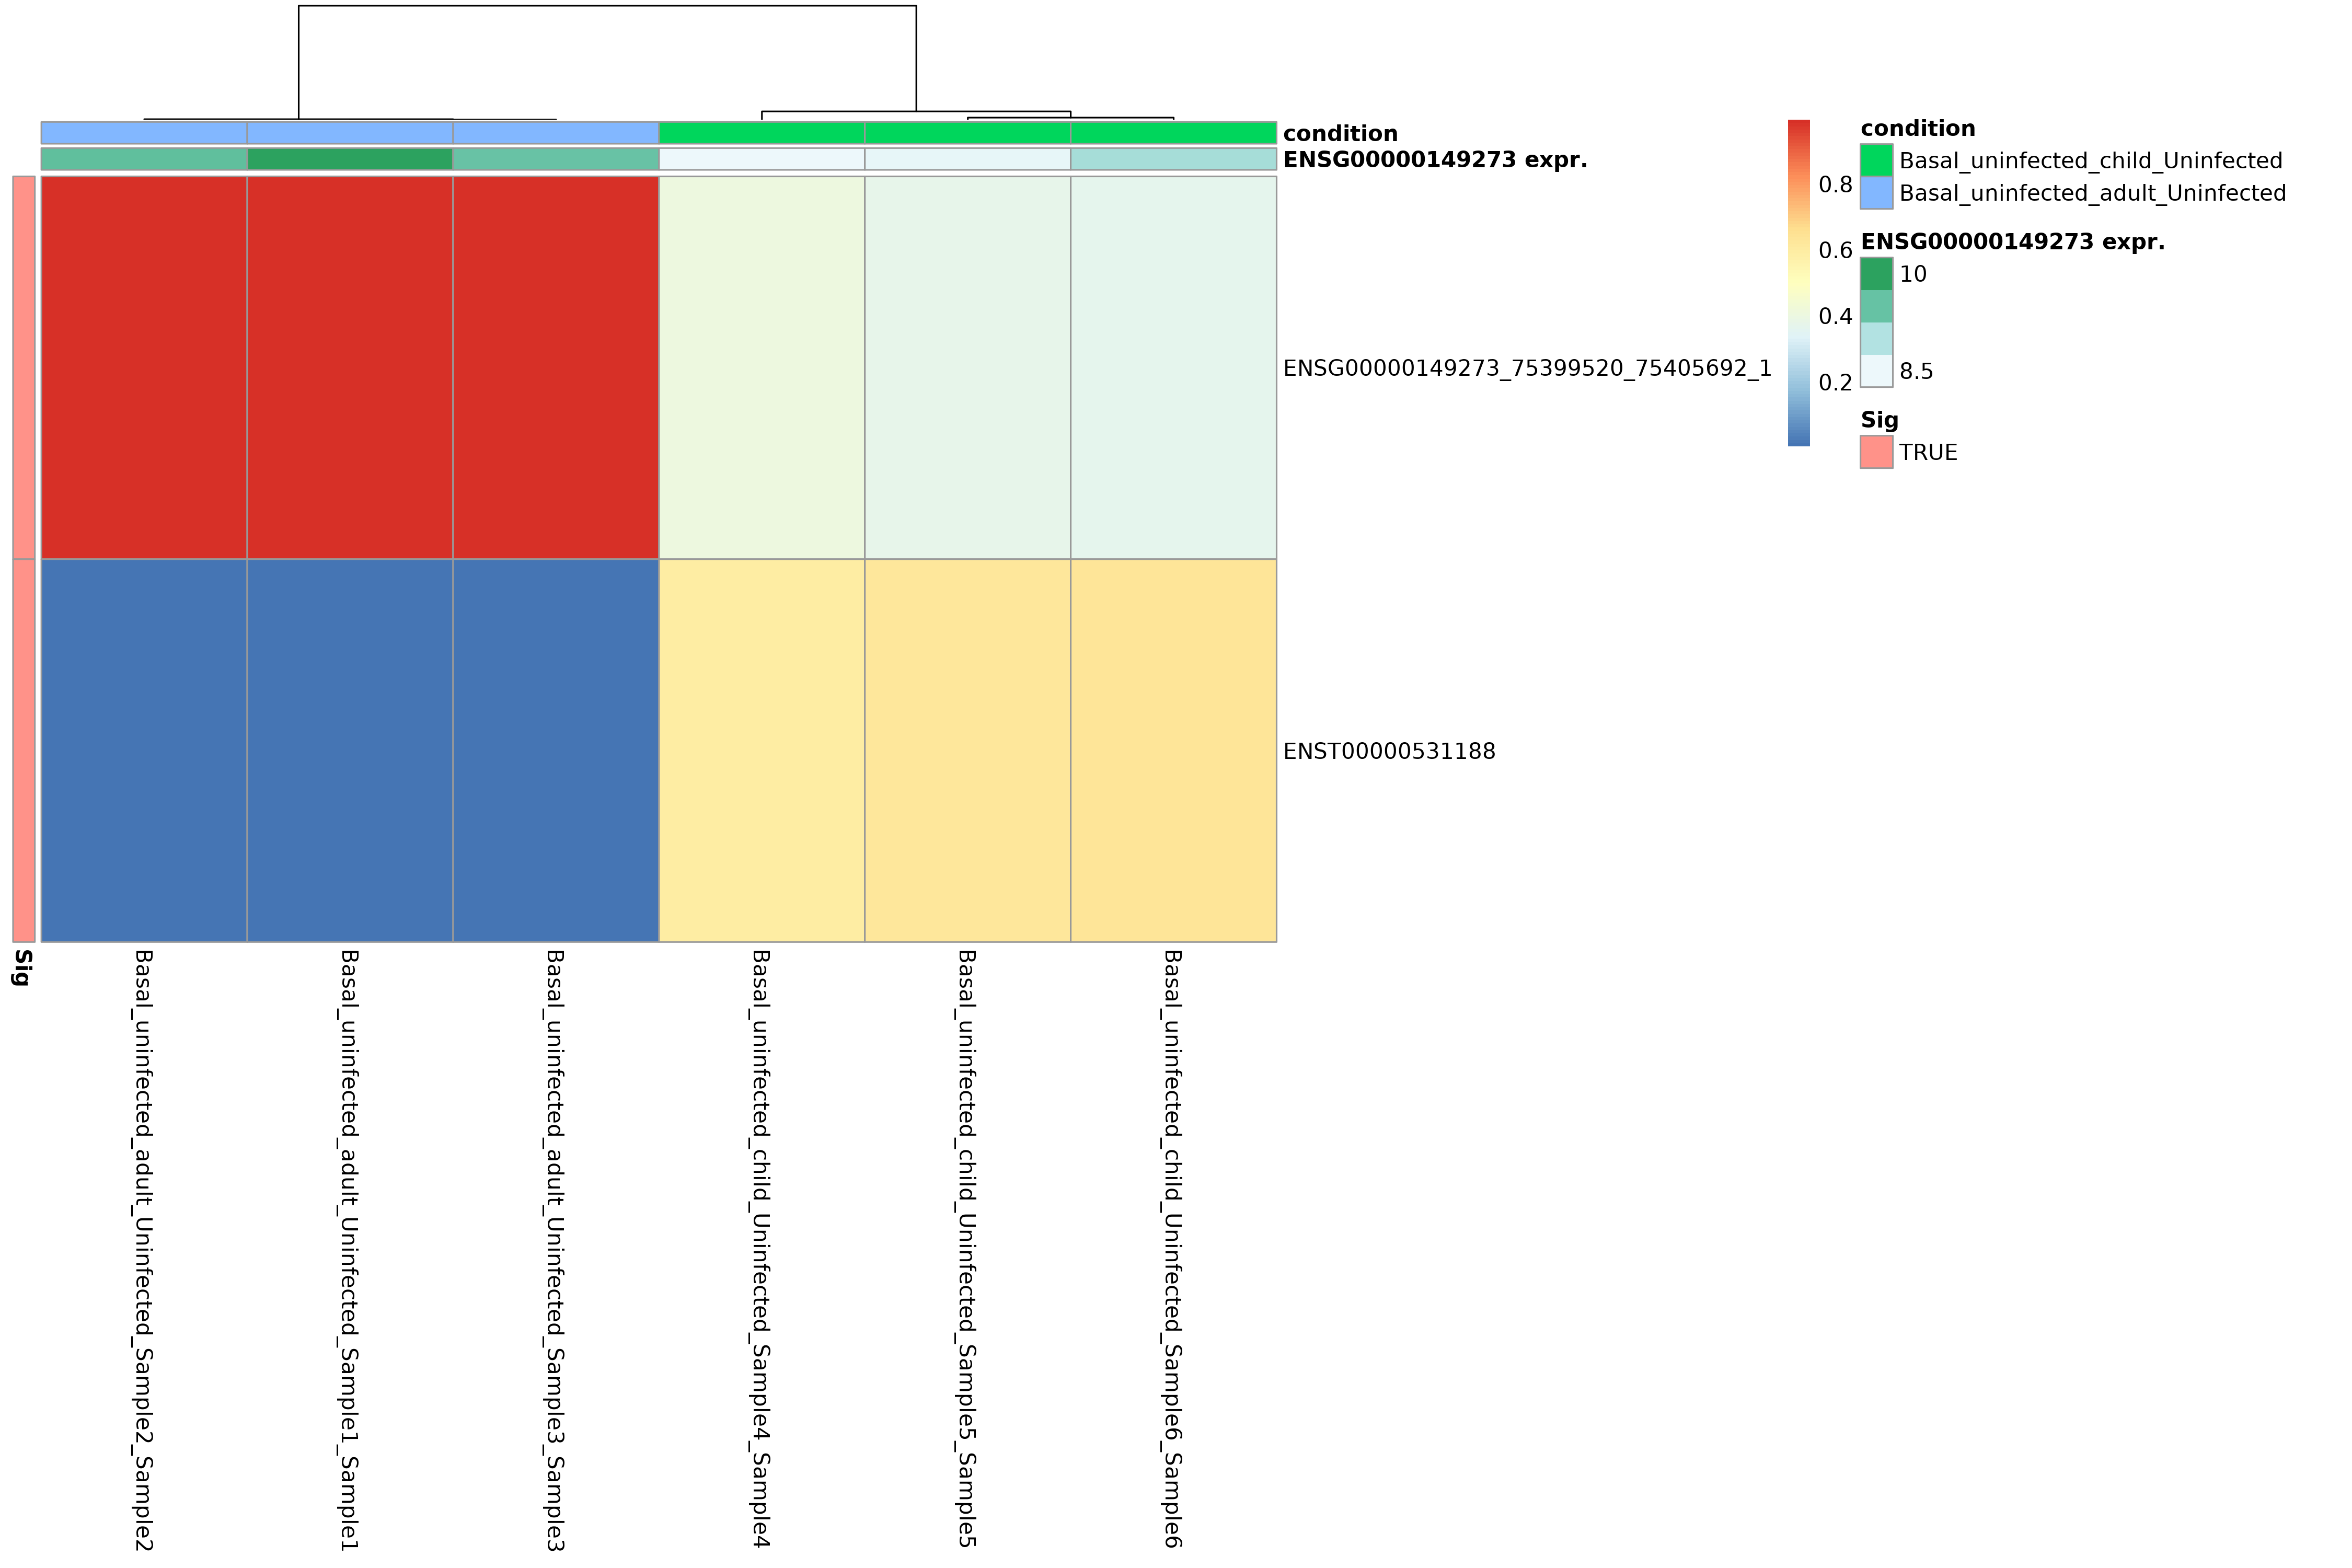 condition
ENSG00000149273 expr.
ENSG00000149273_75399520_75405692_1
ENST00000531188
Sig
Basal_uninfected_adult_Uninfected_Sample2_Sample2
Basal_uninfected_adult_Uninfected_Sample1_Sample1
Basal_uninfected_adult_Uninfected_Sample3_Sample3
Basal_uninfected_child_Uninfected_Sample4_Sample4
Basal_uninfected_child_Uninfected_Sample5_Sample5
Basal_uninfected_child_Uninfected_Sample6_Sample6
0.8
0.6
0.4
0.2
condition
Basal_uninfected_child_Uninfected
Basal_uninfected_adult_Uninfected
ENSG00000149273 expr.
10
8.5
Sig
TRUE